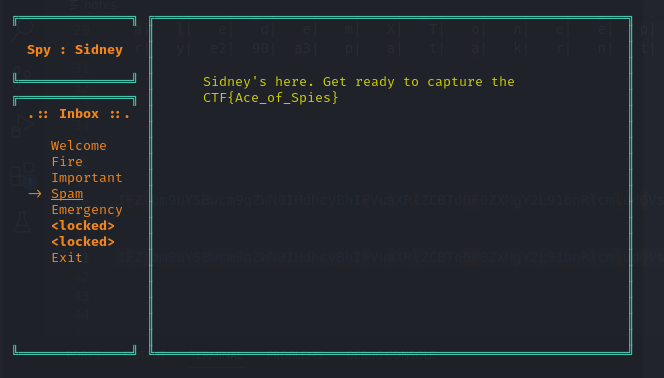 Spy : Sidney
.:: Inbox ::.
Welcome
Fire
Important
-> Spam
Emergency
<locked>
<locked>
Exit
Sidney's here. Get ready to capture the
CTF{Ace_of_Spies}